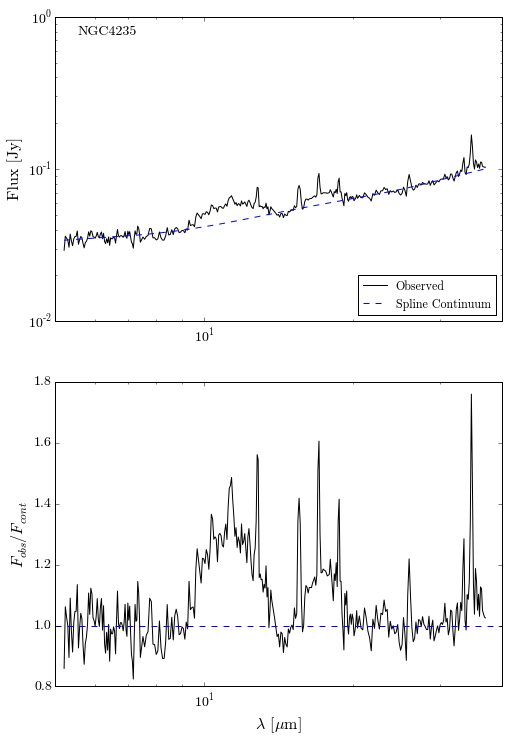 NGC4235
Flux [Jy]
10^0
10^-1
10^-2
10^1
Observed
Spline Continuum
F_obs/F_cont
1.8
1.6
1.4
1.2
1.0
0.8
10^1
λ [μm]